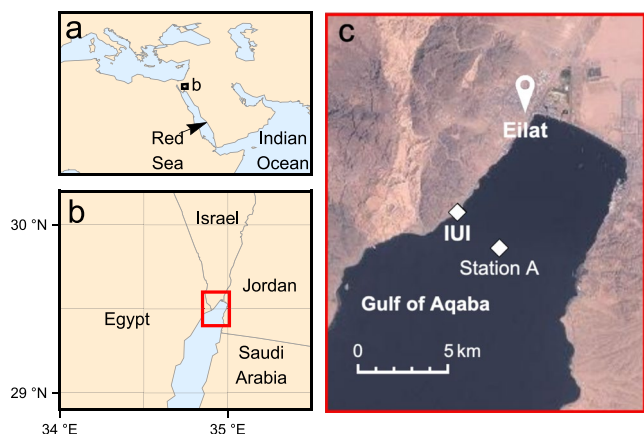 a
b
Red
Sea
Indian
Ocean
b
30 °N
Israel
Jordan
Egypt
Saudi
Arabia
29 °N
34 °E
35 °E
c
Eilat
IUI
Station A
Gulf of Aqaba
0
5 km